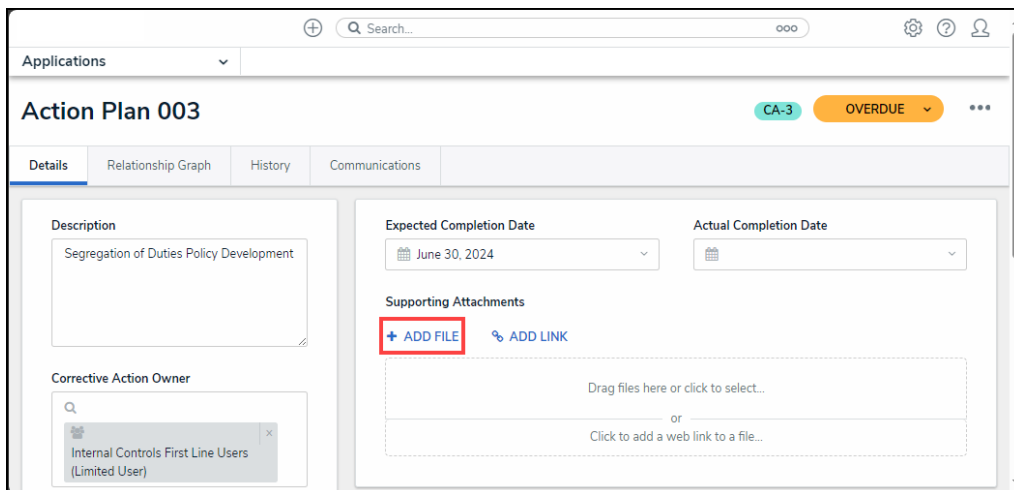 Search...
Applications
Action Plan 003
CA-3
OVERDUE
Details
Relationship Graph
History
Communications
Description
Segregation of Duties Policy Development
Corrective Action Owner
Internal Controls First Line Users
(Limited User)
Expected Completion Date
June 30, 2024
Actual Completion Date
Supporting Attachments
+ ADD FILE
ADD LINK
Drag files here or click to select...
or
Click to add a web link to a file...